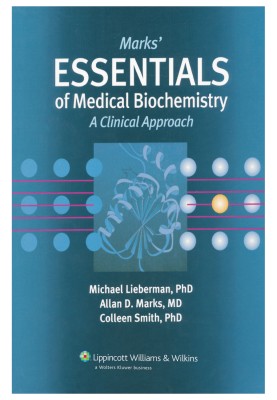 Marks'
ESSENTIALS
of Medical Biochemistry
A Clinical Approach
Michael Lieberman, PhD
Allan D. Marks, MD
Colleen Smith, PhD
Lippincott Williams & Wilkins
a Wolters Kluwer business